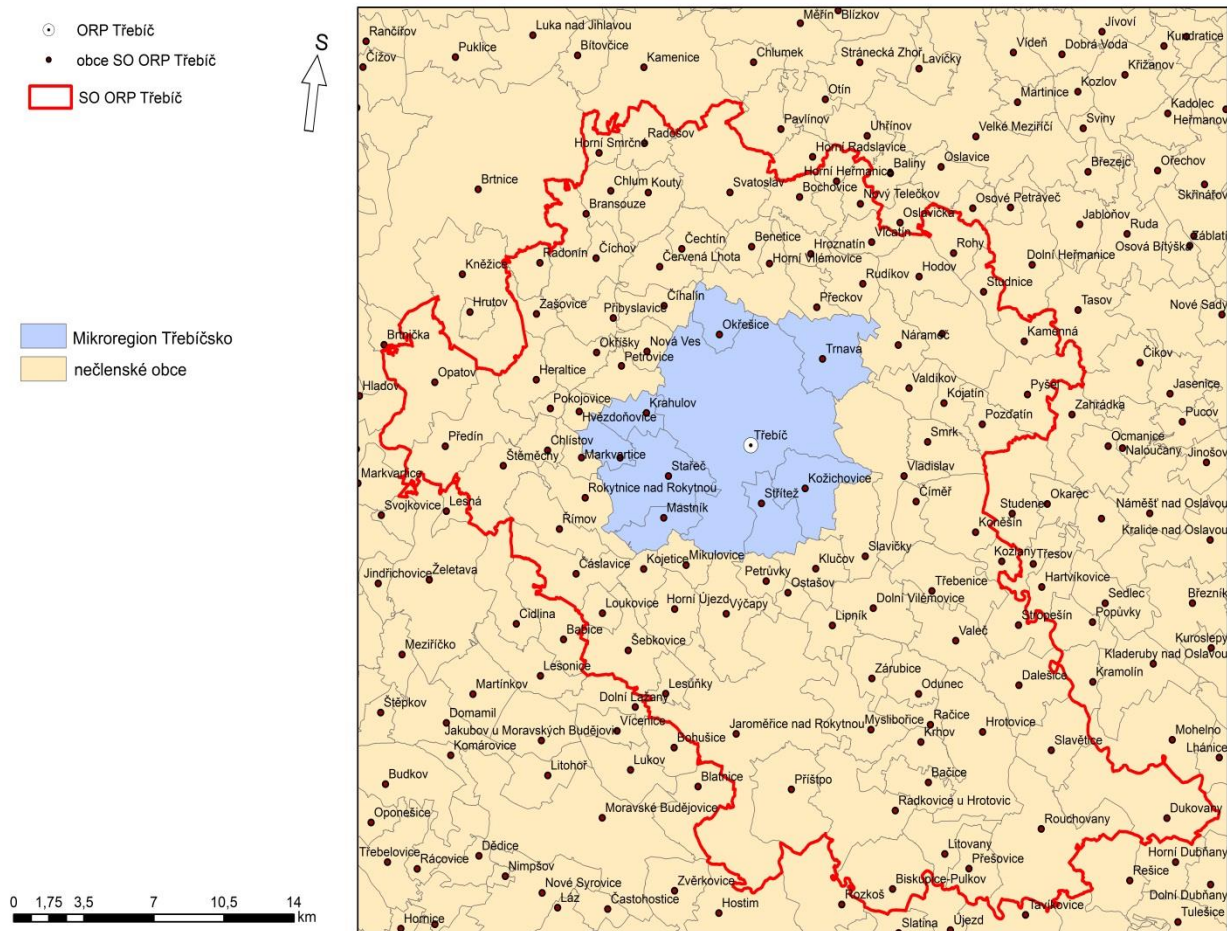 ORP Třebíč
obce SO ORP Třebíč
SO ORP Třebíč
S
Mikroregion Třebíčsko
nečlenské obce
0 1,75 3,5 7 10,5 14
km
Měřín
Blízkov
Luka nad Jihlavou
Rančířov
Jívoví
Kundratice
Puklice
Bítovčice
Chlumek
Stránecká Zhoř
Vídeň
Dobrá Voda
Čížov
Kamenice
Lavičky
Křižanov
Kozlov
Otín
Martinice
Kadolec
Heřmanov
Pavlínov
Uhřínov
Velké Meziříčí
Sviny
Radešov
Horní Smrčné
Horní Radslavice
Baliny
Oslavice
Březejc
Ořechov
Horní Heřmanice
Brtnice
Chlum
Kouty
Svatoslav
Bochovice
Nový Telečkov
Skřinářov
Bransouze
Osové
Petráveč
Oslavička
Jabloňov
Ruda
Záblatí
Čechtín
Benetice
Hroznatín
Vícatín
Osová Bítýška
Kněžice
Radonín
Číchov
Červená Lhota
Horní Vilémovice
Rohy
Dolní Heřmanice
Rudíkov
Hodov
Studnice
Hrutov
Zašovice
Přibyslavice
Číhalín
Přeckov
Tasov
Nové Sady
Brtnička
Okřešice
Nárameč
Kamenná
Okříšky
Nová Ves
Petrovice
Trnava
Čikov
Hladov
Opatov
Heraltice
Valdíkov
Pyšel
Jasenice
Pokojovice
Hvězdoňovice
Krahulov
Kojatín
Pozďatín
Zahrádka
Pucov
Předín
Chlístov
Třebíč
Smrk
Ocmanice
Naloučany
Štěměchy
Markvartice
Jinošov
Markvartice
Stařeč
Kožichovice
Vladislav
Rokytnice nad Rokytnou
Střítež
Číměř
Okarec
Studenec
Náměšť nad Oslavou
Svojkovice
Lesná
Mastník
Římov
Koněšín
Kralice nad Oslavou
Kojetice
Mikulovice
Klučov
Slavičky
Kozlany
Třesov
Jindřichovice
Želetava
Čáslavice
Petrůvky
Ostašov
Třebenice
Hartvíkovice
Sedlec
Březník
Cidlina
Loukovice
Horní Újezd
Výčapy
Dolní Vilémovice
Lipník
Stropešín
Popůvky
Babice
Valeč
Kuroslepy
Meziříčko
Šebkovice
Kladeruby nad Oslavou
Lesonice
Zárubice
Dalešice
Kramolín
Martínkov
Lesůňky
Odunec
Štěpkov
Dolní Lažany
Domamil
Vícenice
Jakubov u Moravských Budějovic
Jaroměřice nad Rokytnou
Myslibořice
Račice
Krhov
Hrotovice
Slavětice
Mohelno
Komárovice
Bohušice
Lhánice
Litohoř
Lukov
Budkov
Blatnice
Příštpo
Bačice
Moravské Budějovice
Radkovice u Hrotovic
Oponešice
Rouchovany
Dukovany
Třebelovice
Dědice
Litovany
Rácovice
Přešovice
Horní Dubňany
Nimpšov
Rešice
Nové Syrovice
Zvěrkovice
Biskupice-Pulkov
Dolní Dubňany
Láz
Častohostice
Hostim
Rozkoš
Tavíkovice
Hornice
Slatina
Újezd
Tulešice